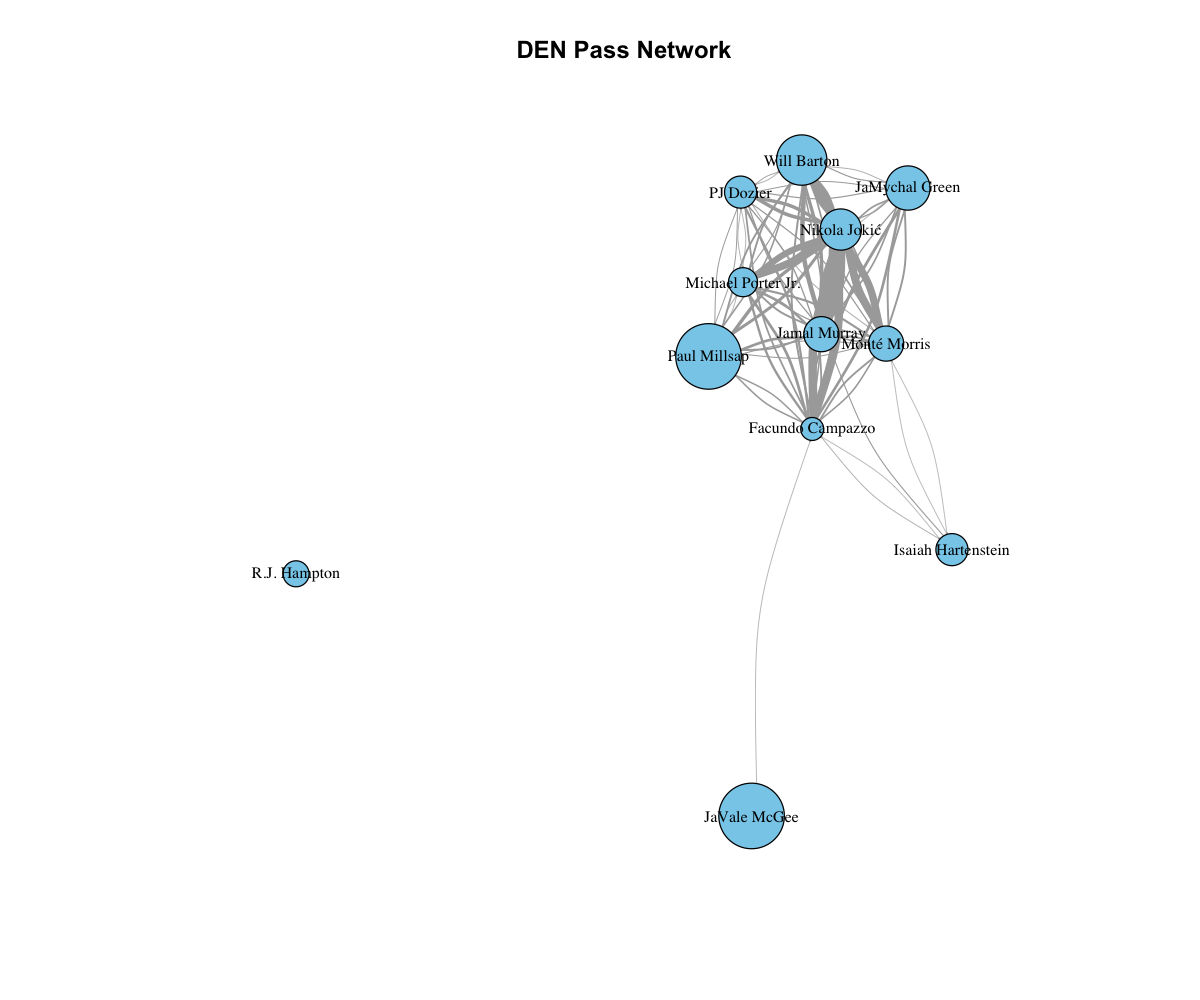 DEN Pass Network
Will Barton
JaMychal Green
PJ Dozier
Nikola Jokić
Michael Porter Jr.
Jamal Murray
Monté Morris
Paul Millsap
Facundo Campazzo
Isaiah Hartenstein
R.J. Hampton
JaVale McGee